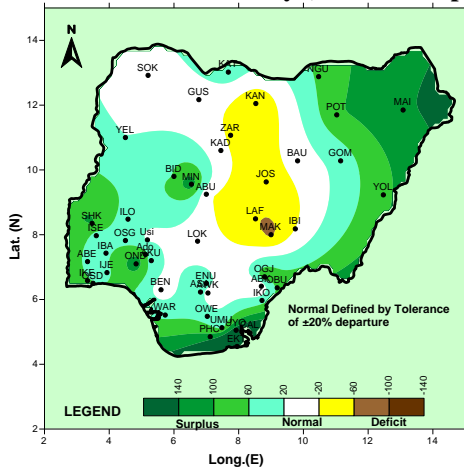 N
14
12
10
8
6
4
2
Lat. (N)
SOK
KAT
NGU
GUS
KAN
MAI
POT
YEL
ZAR
KAD
BAU
GOM
BID
MIN
JOS
ABU
YOL
SHK
ILO
LAF
ISE
OSG
Usi
LOK
MAK
IBI
IBA
ABE
IJE
OND
IKE
OSD
BEN
ENU
OGJ
AWK
OBU
IKO
WAR
OWE
UMU
PHC
UYO
CAL
EK
Normal Defined by Tolerance
of ±20% departure
LEGEND
140
100
60
20
-20
-60
-100
-140
Surplus
Normal
Deficit
2
4
6
8
10
12
14
Long.(E)